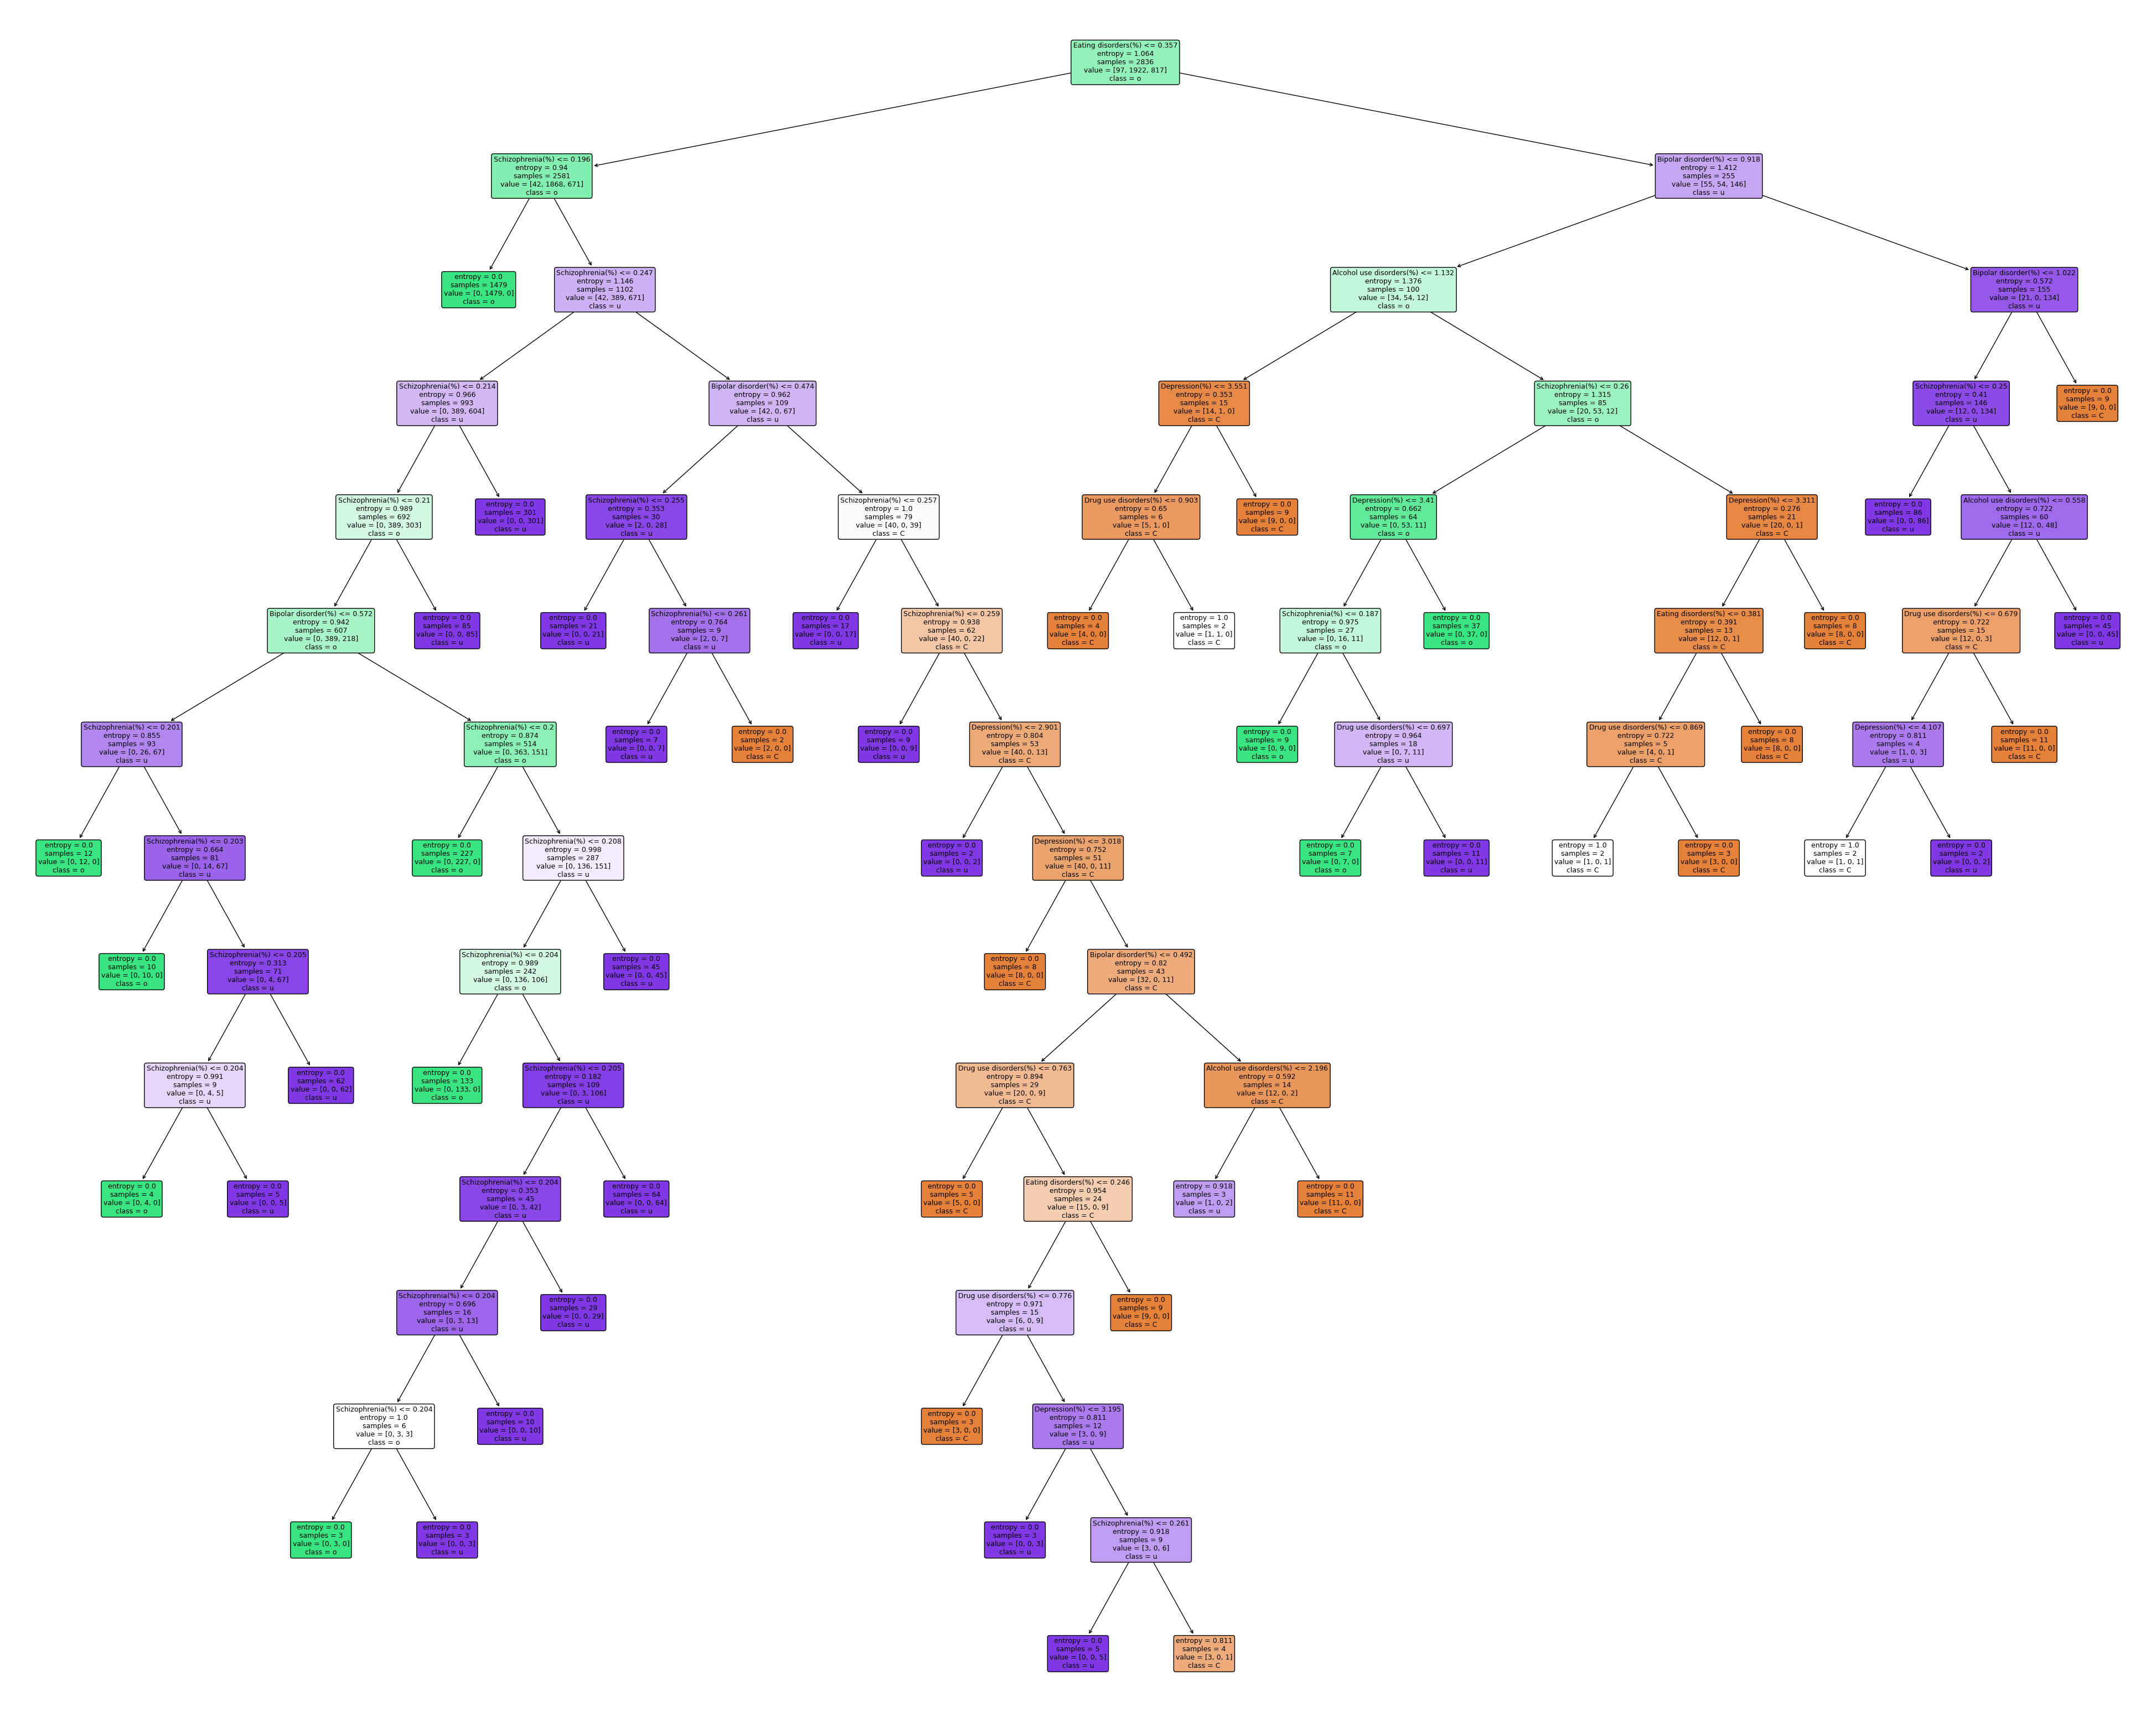 Eating disorders(%) <= 0.357
entropy = 1.064
samples = 2836
value = [97, 1922, 817]
class = o
Schizophrenia(%) <= 0.196
entropy = 0.94
samples = 2581
value = [42, 1868, 671]
class = o
Bipolar disorder(%) <= 0.918
entropy = 1.412
samples = 255
value = [55, 54, 146]
class = u
entropy = 0.0
samples = 1479
value = [0, 1479, 0]
class = o
Schizophrenia(%) <= 0.247
entropy = 1.146
samples = 1102
value = [42, 389, 671]
class = u
Alcohol use disorders(%) <= 1.132
entropy = 1.376
samples = 100
value = [34, 54, 12]
class = o
Bipolar disorder(%) <= 1.022
entropy = 0.572
samples = 155
value = [21, 0, 134]
class = u
Schizophrenia(%) <= 0.214
entropy = 0.966
samples = 993
value = [0, 389, 604]
class = u
Bipolar disorder(%) <= 0.474
entropy = 0.962
samples = 109
value = [42, 0, 67]
class = u
Depression(%) <= 3.551
entropy = 0.353
samples = 15
value = [14, 1, 0]
class = C
Schizophrenia(%) <= 0.26
entropy = 1.315
samples = 85
value = [20, 53, 12]
class = o
Schizophrenia(%) <= 0.25
entropy = 0.41
samples = 146
value = [12, 0, 134]
class = u
entropy = 0.0
samples = 9
value = [9, 0, 0]
class = C
Schizophrenia(%) <= 0.21
entropy = 0.989
samples = 692
value = [0, 389, 303]
class = o
entropy = 0.0
samples = 301
value = [0, 0, 301]
class = u
Schizophrenia(%) <= 0.255
entropy = 0.353
samples = 30
value = [2, 0, 28]
class = u
Schizophrenia(%) <= 0.257
entropy = 1.0
samples = 79
value = [40, 0, 39]
class = C
Drug use disorders(%) <= 0.903
entropy = 0.65
samples = 6
value = [5, 1, 0]
class = C
entropy = 0.0
samples = 9
value = [9, 0, 0]
class = C
Depression(%) <= 3.41
entropy = 0.662
samples = 64
value = [0, 53, 11]
class = o
Depression(%) <= 3.311
entropy = 0.276
samples = 21
value = [20, 0, 1]
class = C
entropy = 0.0
samples = 86
value = [0, 0, 86]
class = u
Alcohol use disorders(%) <= 0.558
entropy = 0.722
samples = 60
value = [12, 0, 48]
class = u
Bipolar disorder(%) <= 0.572
entropy = 0.942
samples = 607
value = [0, 389, 218]
class = o
entropy = 0.0
samples = 85
value = [0, 0, 85]
class = u
entropy = 0.0
samples = 21
value = [0, 0, 21]
class = u
Schizophrenia(%) <= 0.261
entropy = 0.764
samples = 9
value = [2, 0, 7]
class = u
entropy = 0.0
samples = 17
value = [0, 0, 17]
class = u
Schizophrenia(%) <= 0.259
entropy = 0.938
samples = 62
value = [40, 0, 22]
class = C
entropy = 0.0
samples = 4
value = [4, 0, 0]
class = C
entropy = 1.0
samples = 2
value = [1, 1, 0]
class = C
Schizophrenia(%) <= 0.187
entropy = 0.975
samples = 27
value = [0, 16, 11]
class = o
entropy = 0.0
samples = 37
value = [0, 37, 0]
class = o
Eating disorders(%) <= 0.381
entropy = 0.391
samples = 13
value = [12, 0, 1]
class = C
entropy = 0.0
samples = 8
value = [8, 0, 0]
class = C
Drug use disorders(%) <= 0.679
entropy = 0.722
samples = 15
value = [12, 0, 3]
class = C
entropy = 0.0
samples = 45
value = [0, 0, 45]
class = u
Schizophrenia(%) <= 0.201
entropy = 0.855
samples = 93
value = [0, 26, 67]
class = u
Schizophrenia(%) <= 0.2
entropy = 0.874
samples = 514
value = [0, 363, 151]
class = o
entropy = 0.0
samples = 7
value = [0, 0, 7]
class = u
entropy = 0.0
samples = 2
value = [2, 0, 0]
class = C
entropy = 0.0
samples = 9
value = [0, 0, 9]
class = u
Depression(%) <= 2.901
entropy = 0.804
samples = 53
value = [40, 0, 13]
class = C
entropy = 0.0
samples = 9
value = [0, 9, 0]
class = o
Drug use disorders(%) <= 0.697
entropy = 0.964
samples = 18
value = [0, 7, 11]
class = u
Drug use disorders(%) <= 0.869
entropy = 0.722
samples = 5
value = [4, 0, 1]
class = C
entropy = 0.0
samples = 8
value = [8, 0, 0]
class = C
Depression(%) <= 4.107
entropy = 0.811
samples = 4
value = [1, 0, 3]
class = u
entropy = 0.0
samples = 11
value = [11, 0, 0]
class = C
entropy = 0.0
samples = 12
value = [0, 12, 0]
class = o
Schizophrenia(%) <= 0.203
entropy = 0.664
samples = 81
value = [0, 14, 67]
class = u
entropy = 0.0
samples = 227
value = [0, 227, 0]
class = o
Schizophrenia(%) <= 0.208
entropy = 0.998
samples = 287
value = [0, 136, 151]
class = u
entropy = 0.0
samples = 2
value = [0, 0, 2]
class = u
Depression(%) <= 3.018
entropy = 0.752
samples = 51
value = [40, 0, 11]
class = C
entropy = 0.0
samples = 7
value = [0, 7, 0]
class = o
entropy = 0.0
samples = 11
value = [0, 0, 11]
class = u
entropy = 1.0
samples = 2
value = [1, 0, 1]
class = C
entropy = 0.0
samples = 3
value = [3, 0, 0]
class = C
entropy = 1.0
samples = 2
value = [1, 0, 1]
class = C
entropy = 0.0
samples = 2
value = [0, 0, 2]
class = u
entropy = 0.0
samples = 10
value = [0, 10, 0]
class = o
Schizophrenia(%) <= 0.205
entropy = 0.313
samples = 71
value = [0, 4, 67]
class = u
Schizophrenia(%) <= 0.204
entropy = 0.989
samples = 242
value = [0, 136, 106]
class = o
entropy = 0.0
samples = 45
value = [0, 0, 45]
class = u
entropy = 0.0
samples = 8
value = [8, 0, 0]
class = C
Bipolar disorder(%) <= 0.492
entropy = 0.82
samples = 43
value = [32, 0, 11]
class = C
Schizophrenia(%) <= 0.204
entropy = 0.991
samples = 9
value = [0, 4, 5]
class = u
entropy = 0.0
samples = 62
value = [0, 0, 62]
class = u
entropy = 0.0
samples = 133
value = [0, 133, 0]
class = o
Schizophrenia(%) <= 0.205
entropy = 0.182
samples = 109
value = [0, 3, 106]
class = u
Drug use disorders(%) <= 0.763
entropy = 0.894
samples = 29
value = [20, 0, 9]
class = C
Alcohol use disorders(%) <= 2.196
entropy = 0.592
samples = 14
value = [12, 0, 2]
class = C
entropy = 0.0
samples = 4
value = [0, 4, 0]
class = o
entropy = 0.0
samples = 5
value = [0, 0, 5]
class = u
Schizophrenia(%) <= 0.204
entropy = 0.353
samples = 45
value = [0, 3, 42]
class = u
entropy = 0.0
samples = 64
value = [0, 0, 64]
class = u
entropy = 0.0
samples = 5
value = [5, 0, 0]
class = C
Eating disorders(%) <= 0.246
entropy = 0.954
samples = 24
value = [15, 0, 9]
class = C
entropy = 0.918
samples = 3
value = [1, 0, 2]
class = u
entropy = 0.0
samples = 11
value = [11, 0, 0]
class = C
Schizophrenia(%) <= 0.204
entropy = 0.696
samples = 16
value = [0, 3, 13]
class = u
entropy = 0.0
samples = 29
value = [0, 0, 29]
class = u
Drug use disorders(%) <= 0.776
entropy = 0.971
samples = 15
value = [6, 0, 9]
class = u
entropy = 0.0
samples = 9
value = [9, 0, 0]
class = C
Schizophrenia(%) <= 0.204
entropy = 1.0
samples = 6
value = [0, 3, 3]
class = o
entropy = 0.0
samples = 10
value = [0, 0, 10]
class = u
entropy = 0.0
samples = 3
value = [3, 0, 0]
class = C
Depression(%) <= 3.195
entropy = 0.811
samples = 12
value = [3, 0, 9]
class = u
entropy = 0.0
samples = 3
value = [0, 3, 0]
class = o
entropy = 0.0
samples = 3
value = [0, 0, 3]
class = u
entropy = 0.0
samples = 3
value = [0, 0, 3]
class = u
Schizophrenia(%) <= 0.261
entropy = 0.918
samples = 9
value = [3, 0, 6]
class = u
entropy = 0.0
samples = 5
value = [0, 0, 5]
class = u
entropy = 0.811
samples = 4
value = [3, 0, 1]
class = C